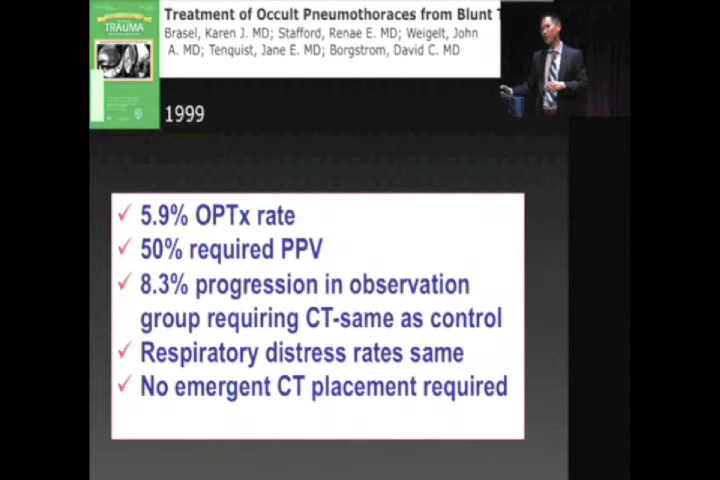 TRAUMA
Treatment of Occult Pneumothoraces from Blunt
Brasel, Karen J. MD; Stafford, Renae E. MD; Weigelt, John
A. MD; Tenquist, Jane E. MD; Borgstrom, David C. MD
1999
5.9% OPTx rate
50% required PPV
8.3% progression in observation
group requiring CT-same as control
Respiratory distress rates same
No emergent CT placement required